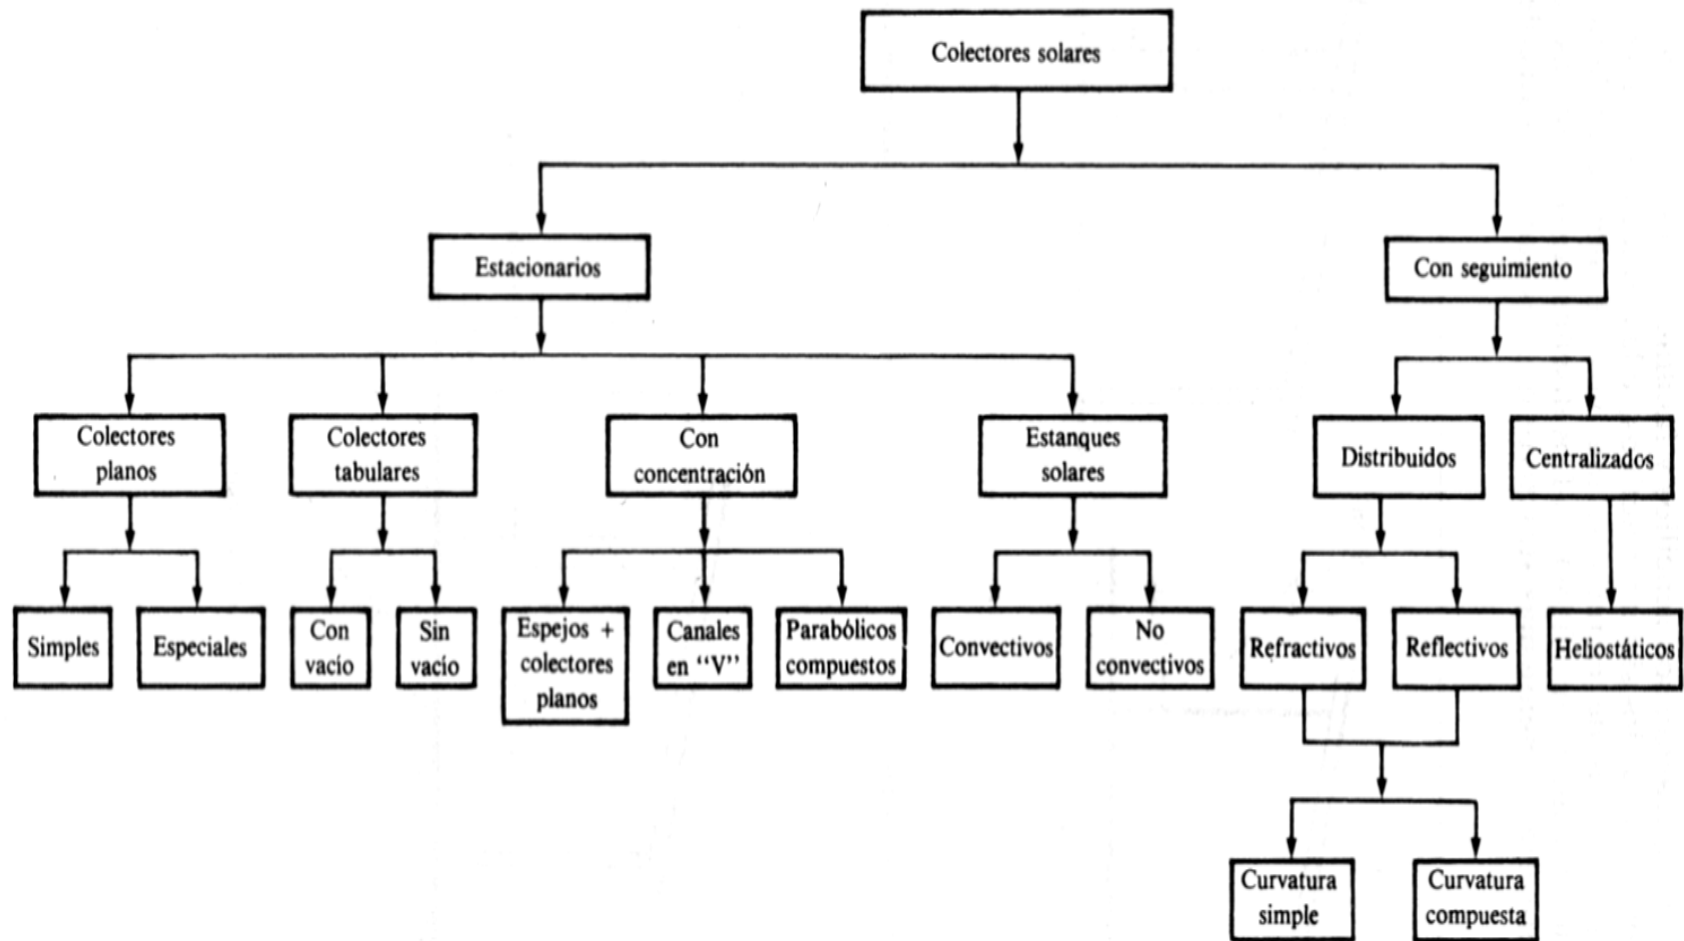 Colectores solares
Estacionarios
Con seguimiento
Colectores
planos
Colectores
tabulares
Con
concentración
Estanques
solares
Distribuidos
Centralizados
Simples
Especiales
Con
vacío
Sin
vacío
Espejos +
colectores
planos
Canales
en “V”
Parabólicos
compuestos
Convectivos
No
convectivos
Refractivos
Reflectivos
Heliostáticos
Curvatura
simple
Curvatura
compuesta